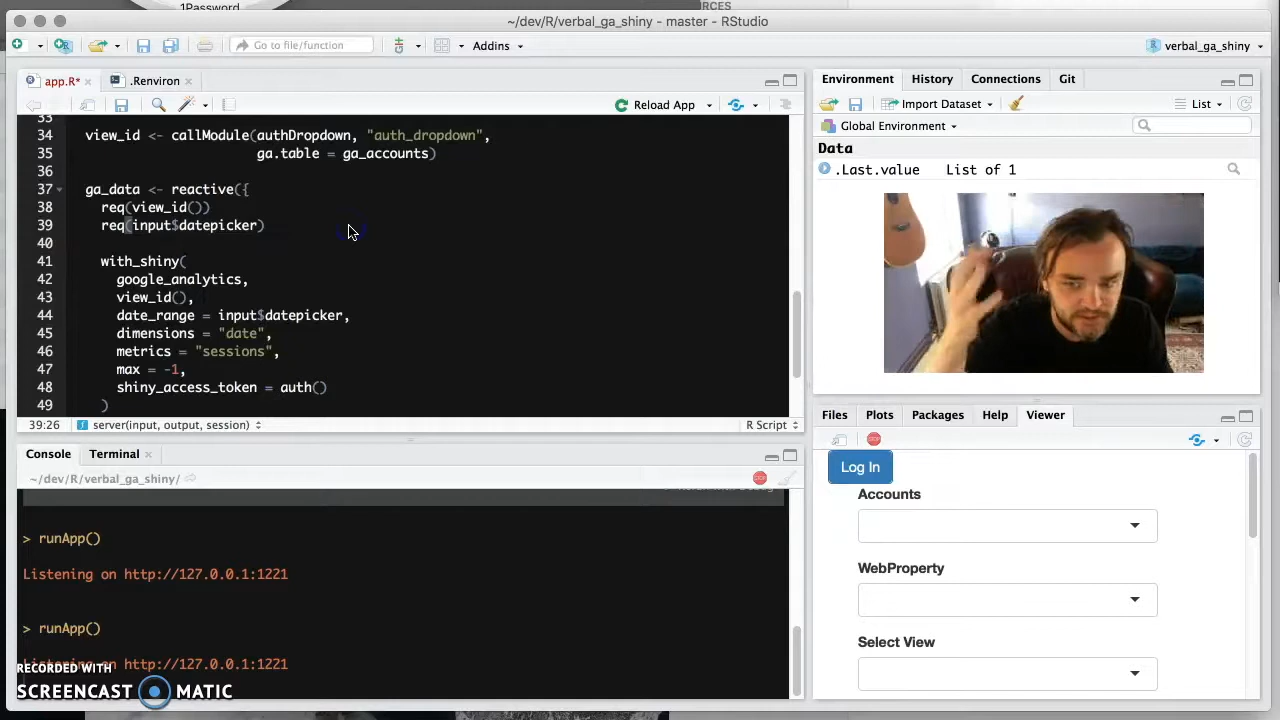 1Password
RCES
~/dev/R/verbal_ga_shiny - master - RStudio
Go to file/function
Addins
verbal_ga_shiny
app.R*
.Renviron
Reload App
33
34 view_id <- callModule(authDropdown, "auth_dropdown",
35 ga.table = ga_accounts)
36
37 ga_data <- reactive({
38 req(view_id())
39 req(input$datepicker)
40
41 with_shiny(
42 google_analytics,
43 view_id(),
44 date_range = input$datepicker,
45 dimensions = "date",
46 metrics = "sessions",
47 max = -1,
48 shiny_access_token = auth()
49 )
39:26 server(input, output, session) R Script
Console Terminal
~/dev/R/verbal_ga_shiny/
> runApp()
Listening on http://127.0.0.1:1221
> runApp()
Listening on http://127.0.0.1:1221
RECORDED WITH
SCREENCAST MATIC
Environment History Connections Git
Import Dataset List
Global Environment
Data
.Last.value List of 1
Files Plots Packages Help Viewer
Log In
Accounts
WebProperty
Select View